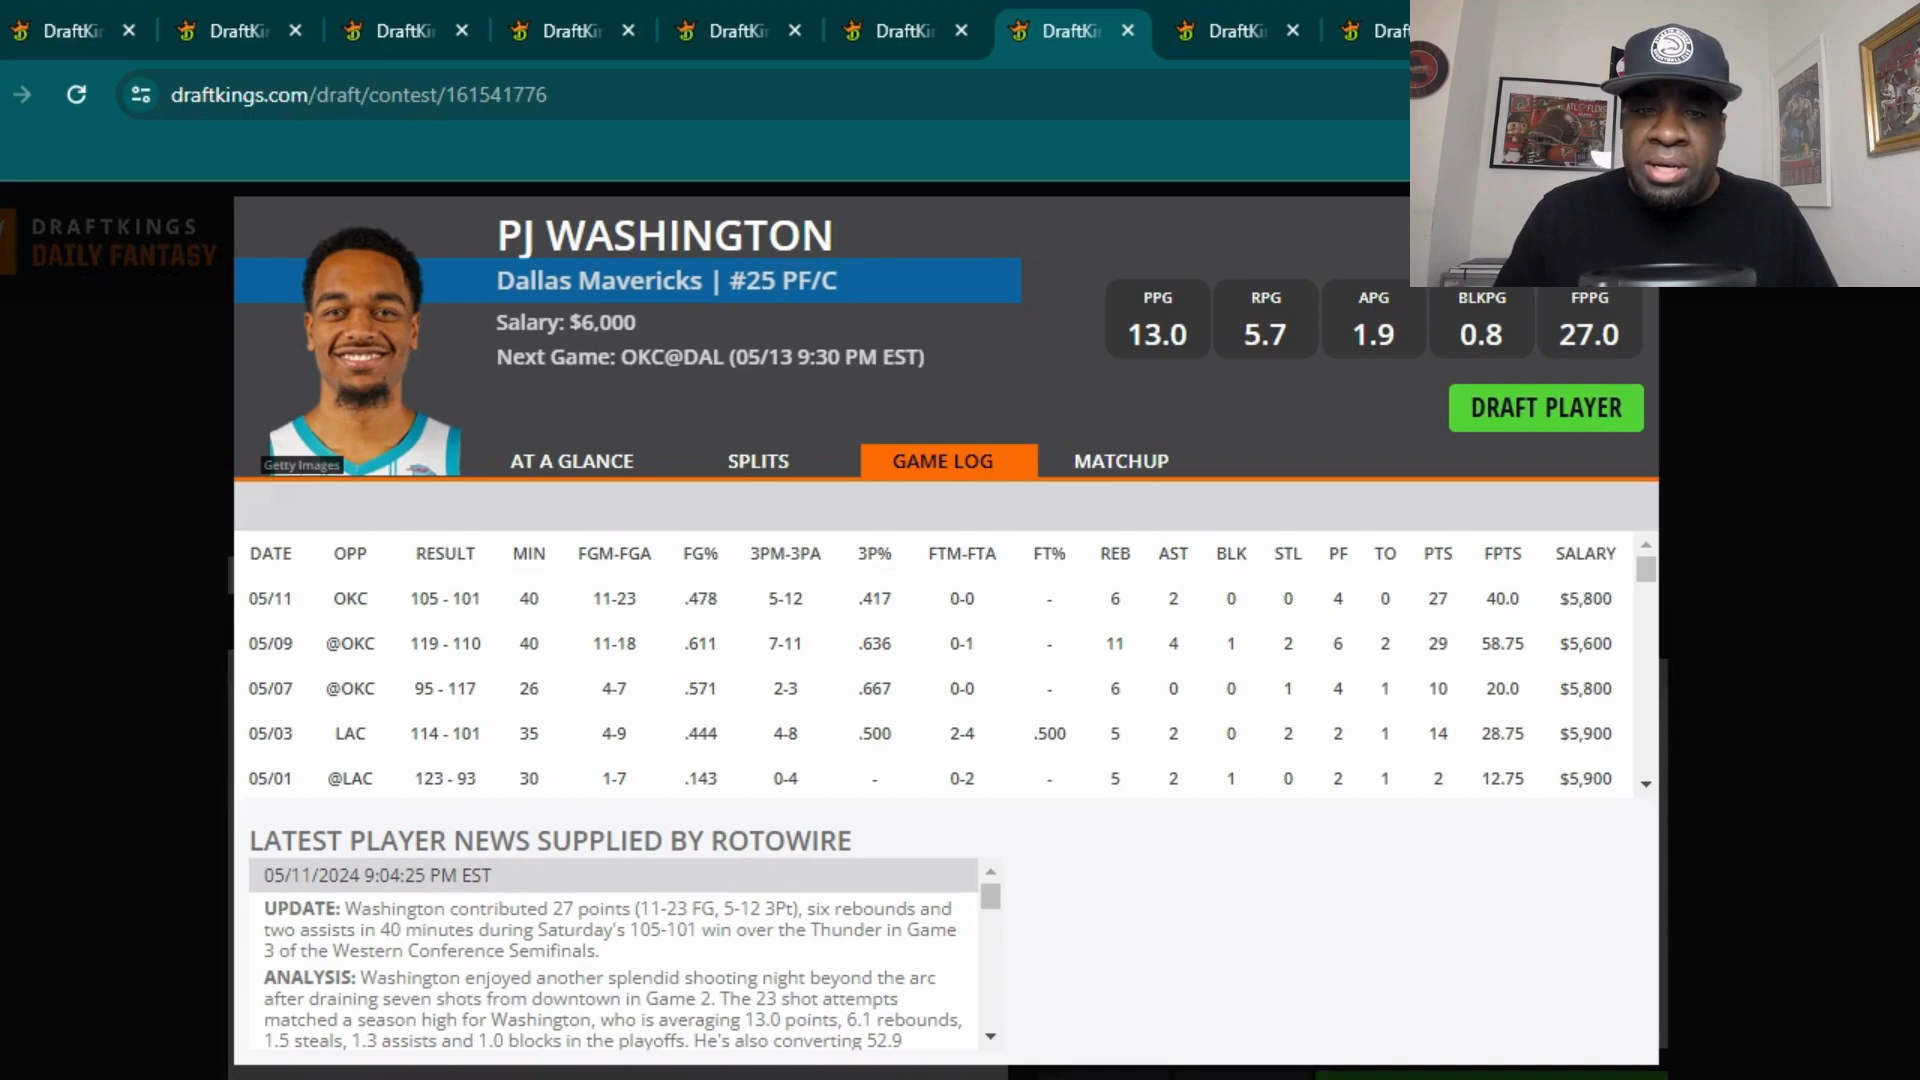 DraftKin DraftKin DraftKin DraftKin DraftKin DraftKin DraftKin DraftKin Draf
draftkings.com/draft/contest/161541776
DRAFTKINGS
DAILY FANTASY
PJ WASHINGTON
Dallas Mavericks | #25 PF/C
Salary: $6,000
Next Game: OKC@DAL (05/13 9:30 PM EST)
PPG RPG APG BLKPG FPPG
13.0 5.7 1.9 0.8 27.0
DRAFT PLAYER
Getty Images
AT A GLANCE SPLITS GAME LOG MATCHUP
DATE OPP RESULT MIN FGM-FGA FG% 3PM-3PA 3P% FTM-FTA FT% REB AST BLK STL PF TO PTS FPTS SALARY
05/11 OKC 105 - 101 40 11-23 .478 5-12 .417 0-0 - 6 2 0 0 4 0 27 40.0 $5,800
05/09 @OKC 119 - 110 40 11-18 .611 7-11 .636 0-1 - 11 4 1 2 6 2 29 58.75 $5,600
05/07 @OKC 95 - 117 26 4-7 .571 2-3 .667 0-0 - 6 0 0 1 4 1 10 20.0 $5,800
05/03 LAC 114 - 101 35 4-9 .444 4-8 .500 2-4 .500 5 2 0 2 2 1 14 28.75 $5,900
05/01 @LAC 123 - 93 30 1-7 .143 0-4 - 0-2 - 5 2 1 0 2 1 2 12.75 $5,900
LATEST PLAYER NEWS SUPPLIED BY ROTOWIRE
05/11/2024 9:04:25 PM EST
UPDATE: Washington contributed 27 points (11-23 FG, 5-12 3Pt), six rebounds and
two assists in 40 minutes during Saturday's 105-101 win over the Thunder in Game
3 of the Western Conference Semifinals.
ANALYSIS: Washington enjoyed another splendid shooting night beyond the arc
after draining seven shots from downtown in Game 2. The 23 shot attempts
matched a season high for Washington, who is averaging 13.0 points, 6.1 rebounds,
1.5 steals, 1.3 assists and 1.0 blocks in the playoffs. He's also converting 52.9